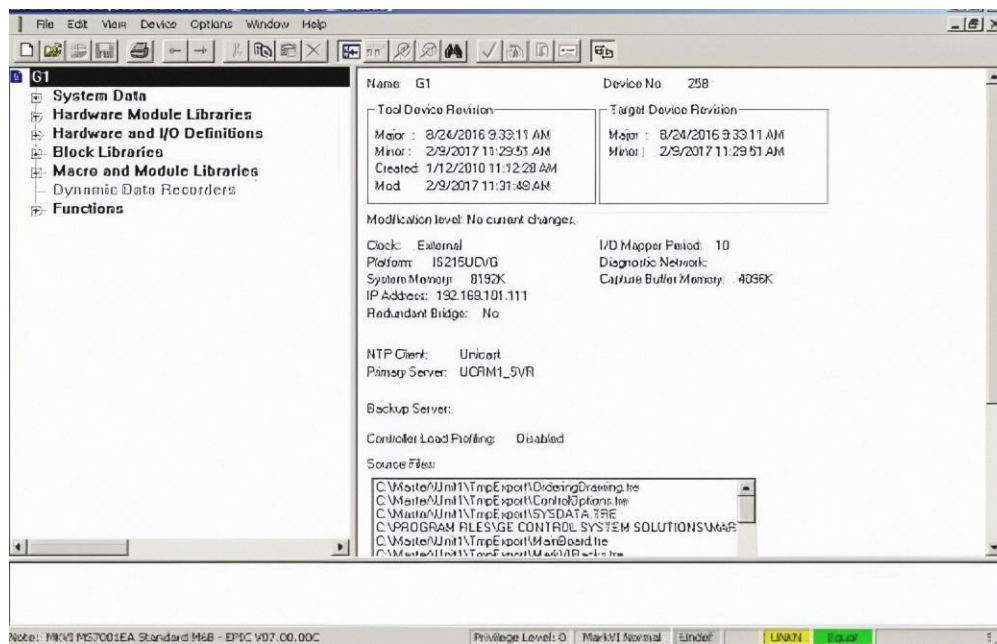 File Edit View Device Options Window Help
G1
System Data
Hardware Module Libraries
Hardware and I/O Definitions
Block Libraries
Macro and Module Libraries
Dynamic Data Recorders
Functions
Name: G1 Device No: 258
Tool Device Revision
Major : 8/24/2016 9:33:11 AM
Minor : 2/9/2017 11:29:51 AM
Created: 1/12/2010 11:12:28 AM
Mod: 2/9/2017 11:31:49 AM
Target Device Revision
Major : 8/24/2016 9:33:11 AM
Minor : 2/9/2017 11:29:51 AM
Modification level: No current changes.
Clock: External
Platform: IS215UCVG
System Memory: 8192K
IP Address: 192.168.101.111
Redundant Bridge: No
I/O Mapper Period: 10
Diagnostic Network:
Capture Buffer Memory: 4096K
NTP Client: Unicast
Primary Server: UCRM1_SVR
Backup Server:
Controller Load Profiling: Disabled
Source Files:
C:\Master\Unit1\TmpExport\OrderingDrawing.tre
C:\Master\Unit1\TmpExport\ControlOptions.tre
C:\Master\Unit1\TmpExport\SYSDATA.TRE
C:\PROGRAM FILES\GE CONTROL SYSTEM SOLUTIONS\MAR
C:\Master\Unit1\TmpExport\MainBoard.tre
Note: MKVI MS7001EA Standard M6B - EPIC V07.00.00C
Privilege Level: 0 MarkVI Normal Undef Equal